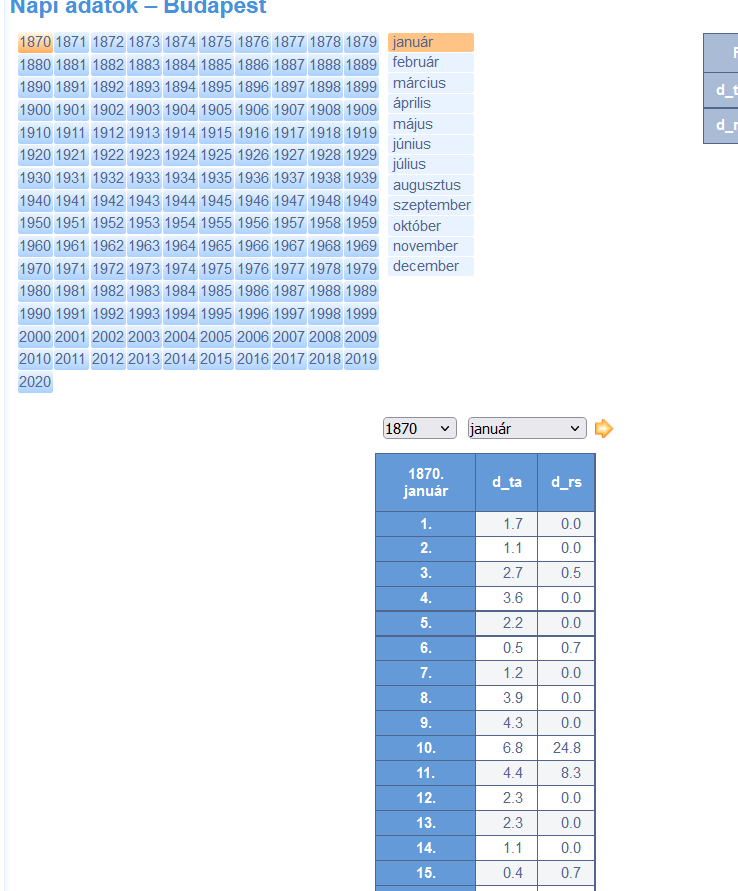 Napi adatok – Budapest
1870 1871 1872 1873 1874 1875 1876 1877 1878 1879
1880 1881 1882 1883 1884 1885 1886 1887 1888 1889
1890 1891 1892 1893 1894 1895 1896 1897 1898 1899
1900 1901 1902 1903 1904 1905 1906 1907 1908 1909
1910 1911 1912 1913 1914 1915 1916 1917 1918 1919
1920 1921 1922 1923 1924 1925 1926 1927 1928 1929
1930 1931 1932 1933 1934 1935 1936 1937 1938 1939
1940 1941 1942 1943 1944 1945 1946 1947 1948 1949
1950 1951 1952 1953 1954 1955 1956 1957 1958 1959
1960 1961 1962 1963 1964 1965 1966 1967 1968 1969
1970 1971 1972 1973 1974 1975 1976 1977 1978 1979
1980 1981 1982 1983 1984 1985 1986 1987 1988 1989
1990 1991 1992 1993 1994 1995 1996 1997 1998 1999
2000 2001 2002 2003 2004 2005 2006 2007 2008 2009
2010 2011 2012 2013 2014 2015 2016 2017 2018 2019
2020
január
február
március
április
május
június
július
augusztus
szeptember
október
november
december
1870 január
1870.
január d_ta d_rs
1. 1.7 0.0
2. 1.1 0.0
3. 2.7 0.5
4. 3.6 0.0
5. 2.2 0.0
6. 0.5 0.7
7. 1.2 0.0
8. 3.9 0.0
9. 4.3 0.0
10. 6.8 24.8
11. 4.4 8.3
12. 2.3 0.0
13. 2.3 0.0
14. 1.1 0.0
15. 0.4 0.7